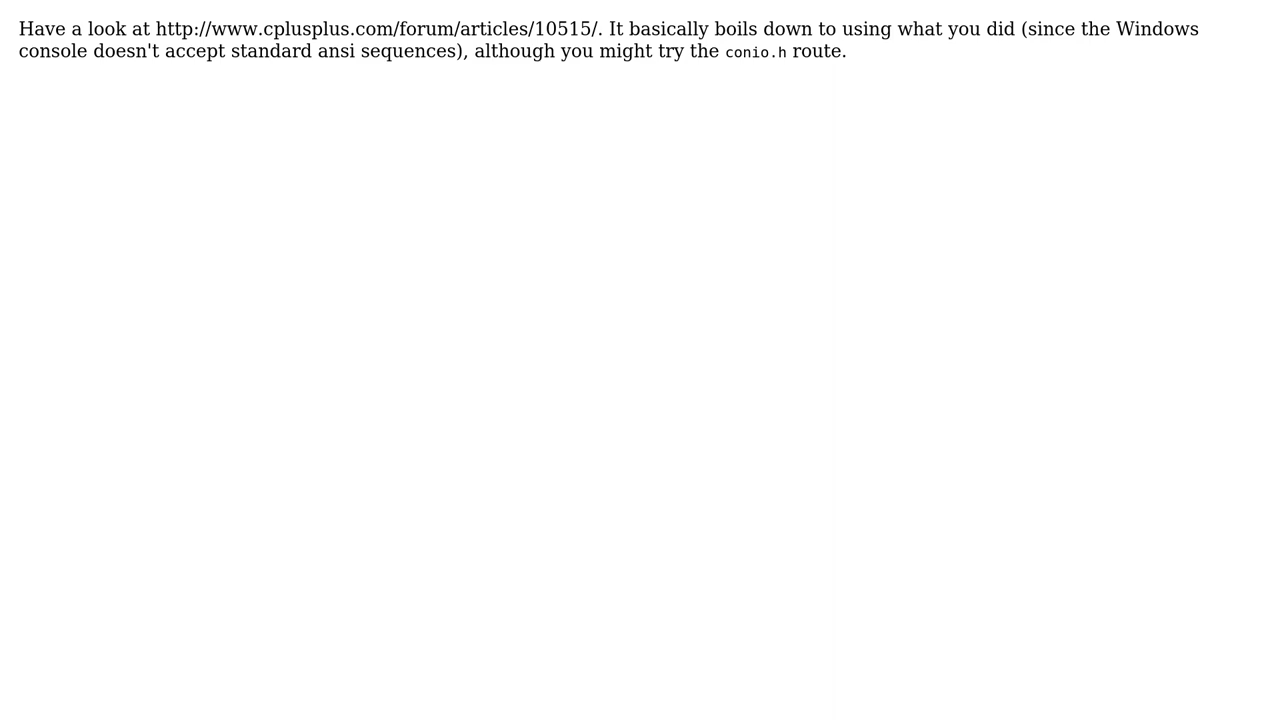 Have a look at http://www.cplusplus.com/forum/articles/10515/. It basically boils down to using what you did (since the Windows
console doesn't accept standard ansi sequences), although you might try the conio.h route.